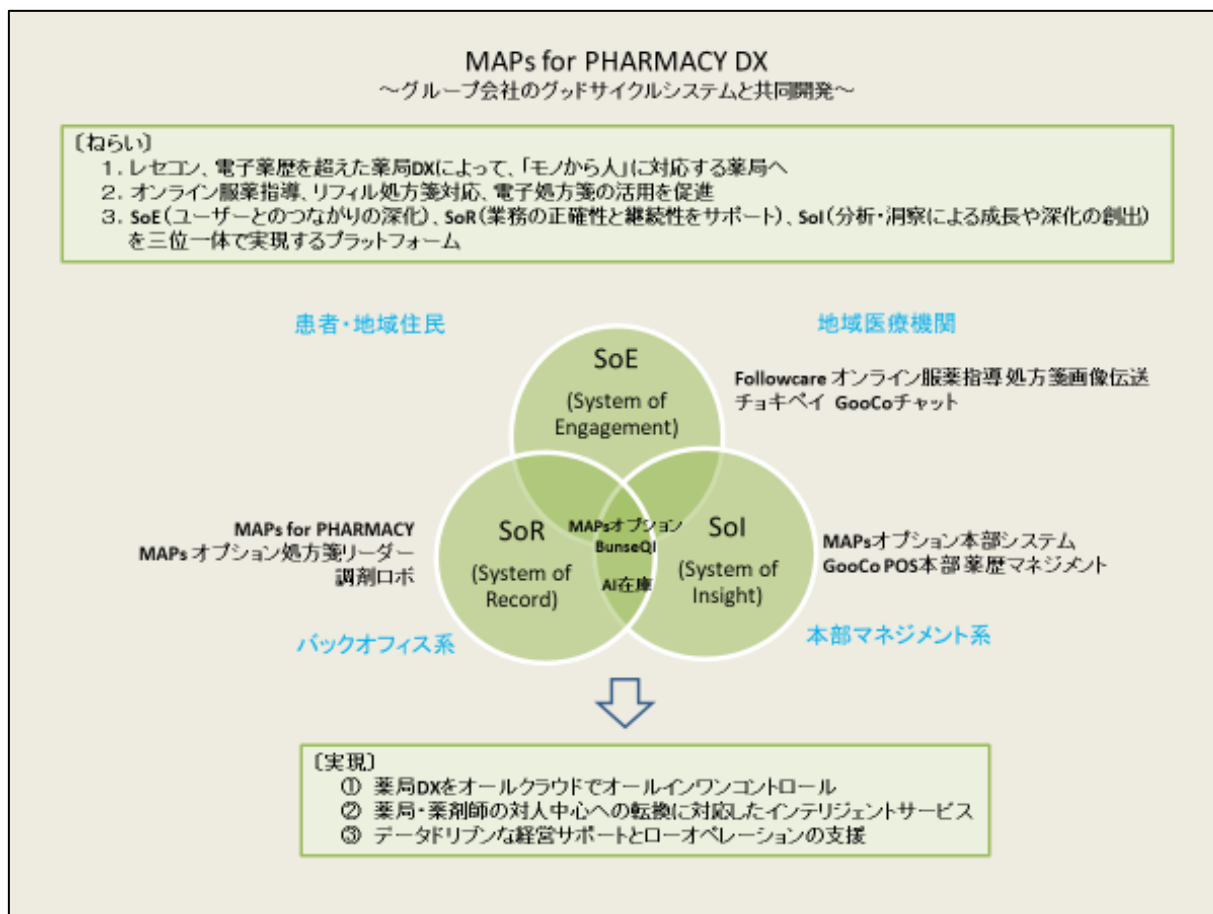 MAPs for PHARMACY DX
～グループ会社のグッドサイクルシステムと共同開発～
〔ねらい〕
1．レセコン、電子薬歴を超えた薬局DXによって、「モノから人」に対応する薬局へ
2．オンライン服薬指導、リフィル処方箋対応、電子処方箋の活用を促進
3．SoE（ユーザーとのつながりの深化）、SoR（業務の正確性と継続性をサポート）、SoI（分析・洞察による成長や深化の創出）
を三位一体で実現するプラットフォーム
患者・地域住民
地域医療機関
SoE
(System of
Engagement)
Followcare オンライン服薬指導 処方箋画像伝送
チョキペイ GooCoチャット
MAPs for PHARMACY
MAPs オプション処方箋リーダー
調剤ロボ
SoR
(System of
Record)
MAPsオプション
BunseQI
AI在庫
SoI
(System of
Insight)
MAPsオプション本部システム
GooCo POS本部 薬歴マネジメント
バックオフィス系
本部マネジメント系
〔実現〕
① 薬局DXをオールクラウドでオールインワンコントロール
② 薬局・薬剤師の対人中心への転換に対応したインテリジェントサービス
③ データドリブンな経営サポートとローオペレーションの支援